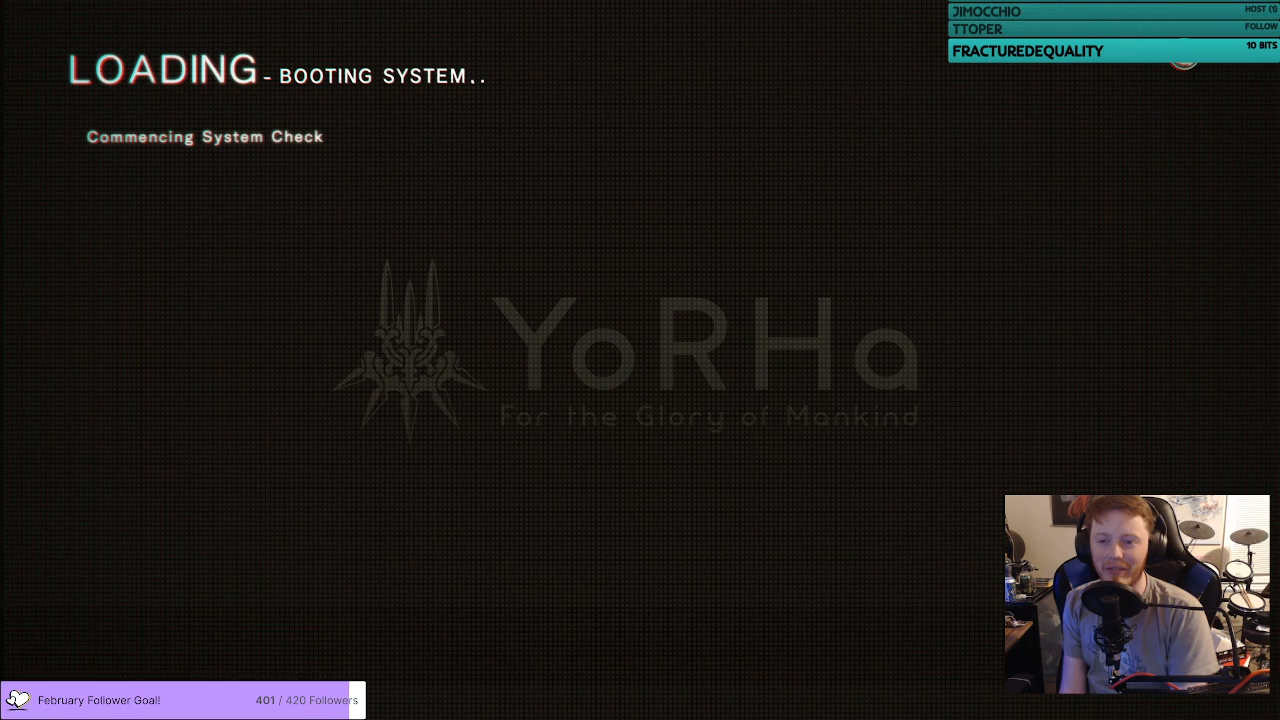 JIMOCCHIO HOST (1)
TTOPER FOLLOW
FRACTUREDEQUALITY 10 BITS
LOADING - BOOTING SYSTEM..
Commencing System Check
YoRHa
For the Glory of Mankind
February Follower Goal! 401 / 420 Followers